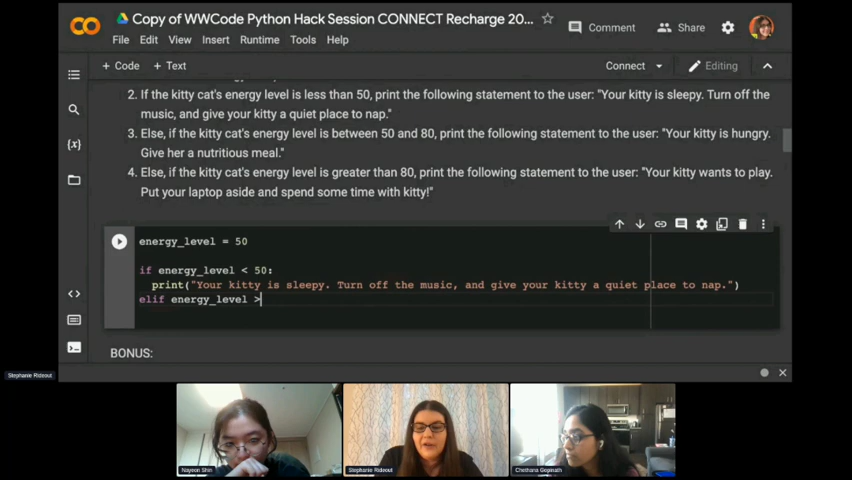 Copy of WWCode Python Hack Session CONNECT Recharge 20...
Comment
Share
File Edit View Insert Runtime Tools Help
+ Code + Text
Connect
Editing
2. If the kitty cat's energy level is less than 50, print the following statement to the user: "Your kitty is sleepy. Turn off the
music, and give your kitty a quiet place to nap."
3. Else, if the kitty cat's energy level is between 50 and 80, print the following statement to the user: "Your kitty is hungry.
Give her a nutritious meal."
4. Else, if the kitty cat's energy level is greater than 80, print the following statement to the user: "Your kitty wants to play.
Put your laptop aside and spend some time with kitty!"
energy_level = 50
if energy_level < 50:
print("Your kitty is sleepy. Turn off the music, and give your kitty a quiet place to nap.")
elif energy_level >
BONUS:
Stephanie Rideout
Nayeon Shin
Stephanie Rideout
Chethana Gopinath